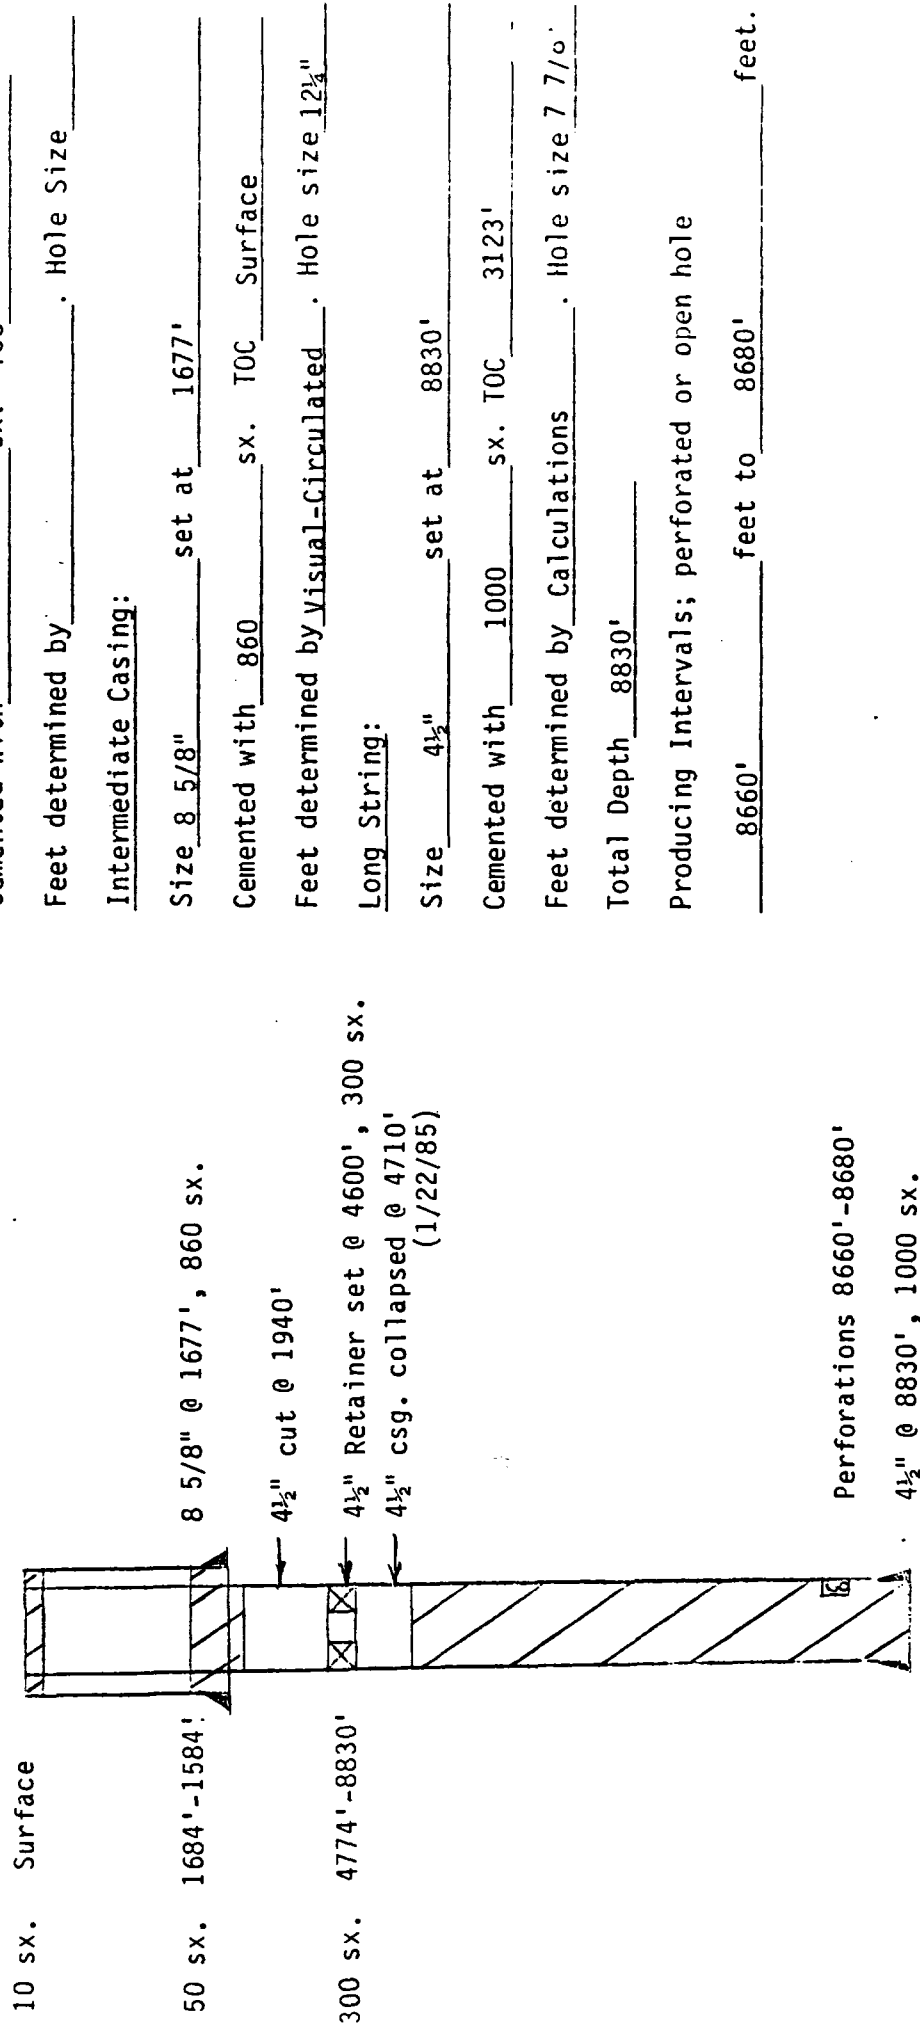 10 sx. Surface
50 sx. 1684'-1584'
300 sx. 4774'-8830'
8 5/8" @ 1677', 860 sx.
4½" cut @ 1940'
4½" Retainer set @ 4600', 300 sx.
4½" csg. collapsed @ 4710'
(1/22/85)
Perforations 8660'-8680'
4½" @ 8830', 1000 sx.
Feet determined by . Hole Size
Intermediate Casing:
Size 8 5/8" set at 1677'
Cemented with 860 sx. TOC Surface
Feet determined by Visual-Circulated . Hole size 12¼"
Long String:
Size 4½" set at 8830'
Cemented with 1000 sx. TOC 3123'
Feet determined by Calculations . Hole size 7
Total Depth 8830'
Producing Intervals; perforated or open hole
8660' feet to 8680' feet.